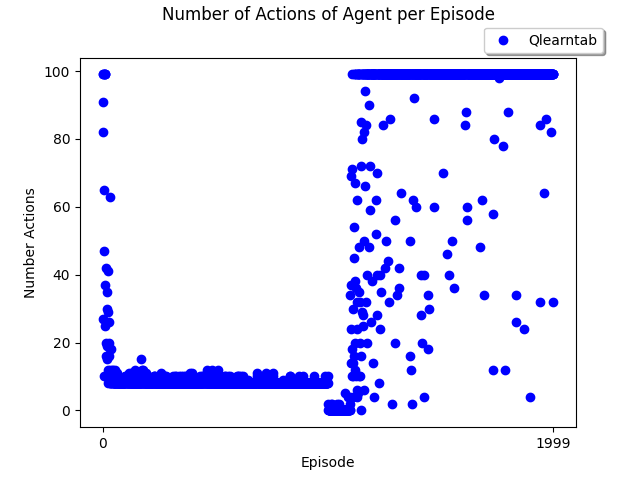 Number of Actions of Agent per Episode
Qlearntab
100
80
60
40
20
0
Number Actions
0
1999
Episode